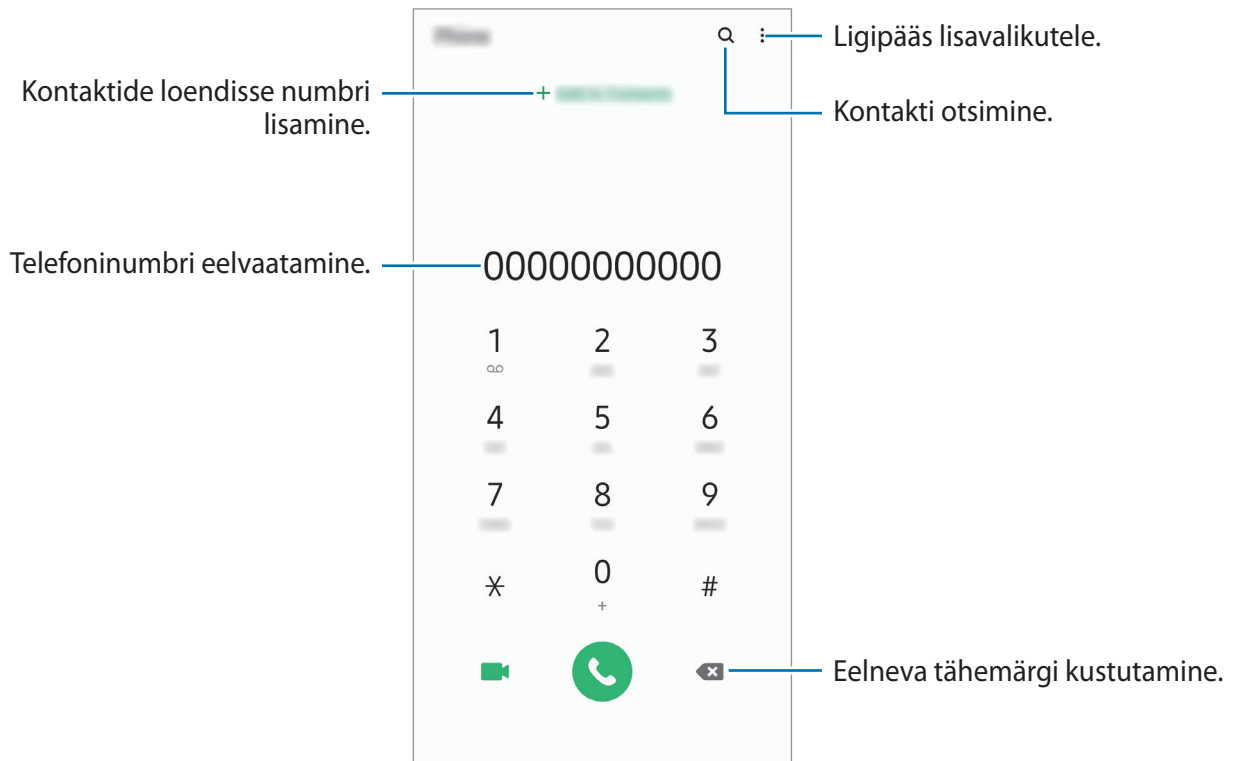 Ligipääs lisavalikutele.
Kontaktide loendisse numbri
lisamine.
+
Kontakti otsimine.
Telefoninumbri eelvaatamine.
00000000000
1 2 3
4 5 6
7 8 9
* 0 #
+
Eelneva tähemärgi kustutamine.